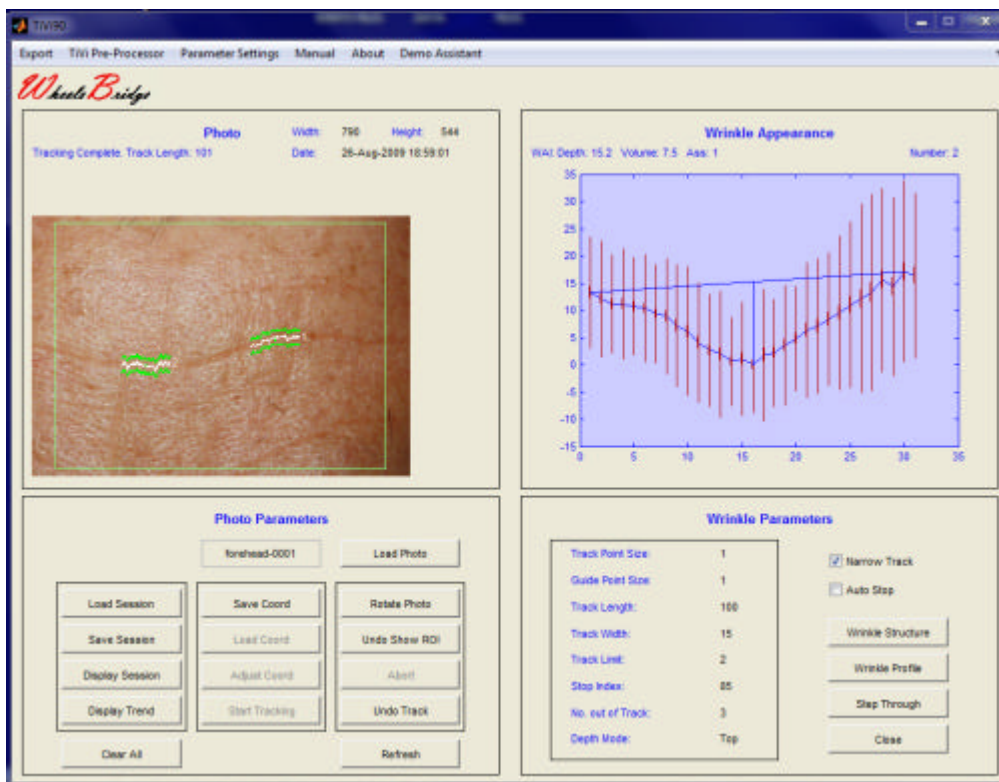 TiVi90
Export TiVi Pre-Processor Parameter Settings Manual About Demo Assistant
WheelsBridge
Photo Width: 790 Height: 544
Tracking Complete. Track Length: 101 Date: 26-Aug-2009 18:59:01
Wrinkle Appearance
WAI: Depth: 15.2 Volume: 7.5 Ass: 1 Number: 2
35
30
25
20
15
10
5
0
-5
-10
-15
0 5 10 15 20 25 30 35
Photo Parameters
forehead-0001 Load Photo
Load Session Save Coord Rotate Photo
Save Session Load Coord Undo Show ROI
Display Session Adjust Coord Abort
Display Trend Start Tracking Undo Track
Clear All Refresh
Wrinkle Parameters
Track Point Size: 1
Guide Point Size: 1
Track Length: 100
Track Width: 15
Track Limit: 2
Stop Index: 85
No. out of Track: 3
Depth Mode: Top
Narrow Track
Auto Stop
Wrinkle Structure
Wrinkle Profile
Step Through
Close